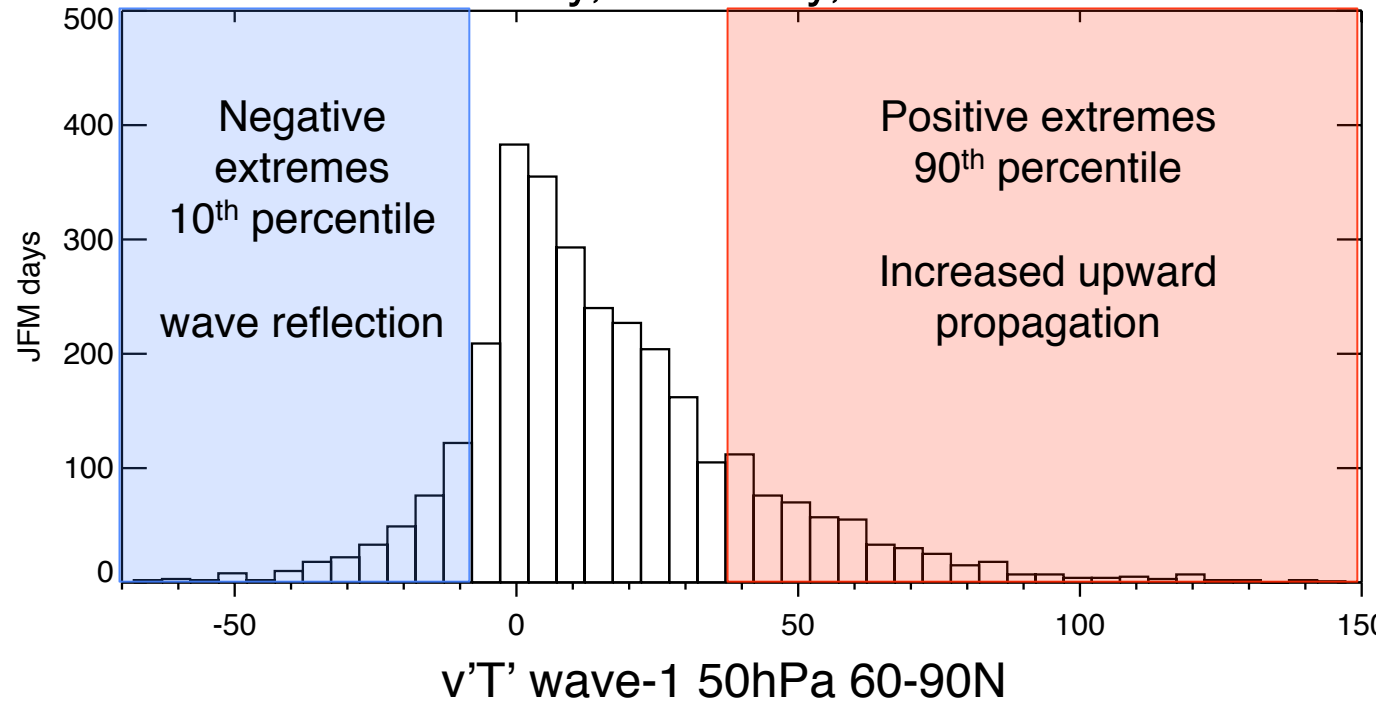 500
400
300
200
100
0
JFM days
Negative
extremes
10th percentile
wave reflection
Positive extremes
90th percentile
Increased upward
propagation
-50 0 50 100
v’T’ wave-1 50hPa 60-90N